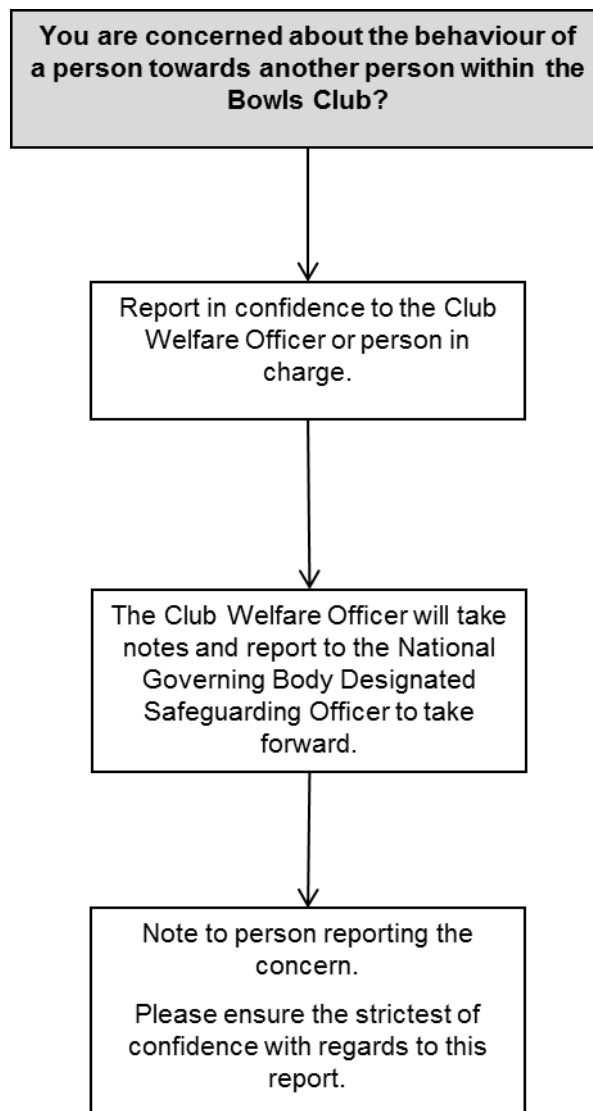 You are concerned about the behaviour of
a person towards another person within the
Bowls Club?
Report in confidence to the Club
Welfare Officer or person in
charge.
The Club Welfare Officer will take
notes and report to the National
Governing Body Designated
Safeguarding Officer to take
forward.
Note to person reporting the
concern.
Please ensure the strictest of
confidence with regards to this
report.